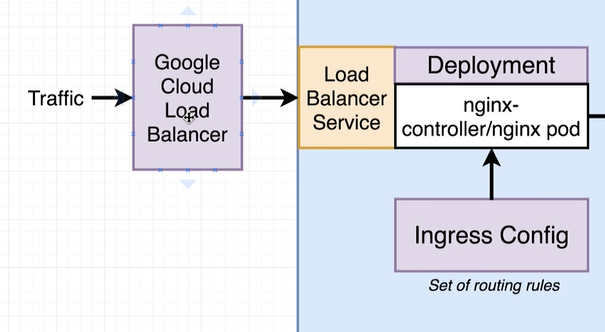 Traffic
Google
Cloud
Load
Balancer
Load
Balancer
Service
Deployment
nginx-
controller/nginx pod
Ingress Config
Set of routing rules